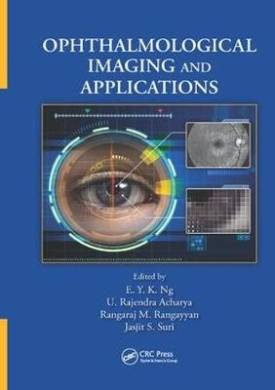 OPHTHALMOLOGICAL
IMAGING AND
APPLICATIONS
Edited by
E. Y. K. Ng
U. Rajendra Acharya
Rangaraj M. Rangayyan
Jasjit S. Suri
CRC Press
Taylor & Francis Group